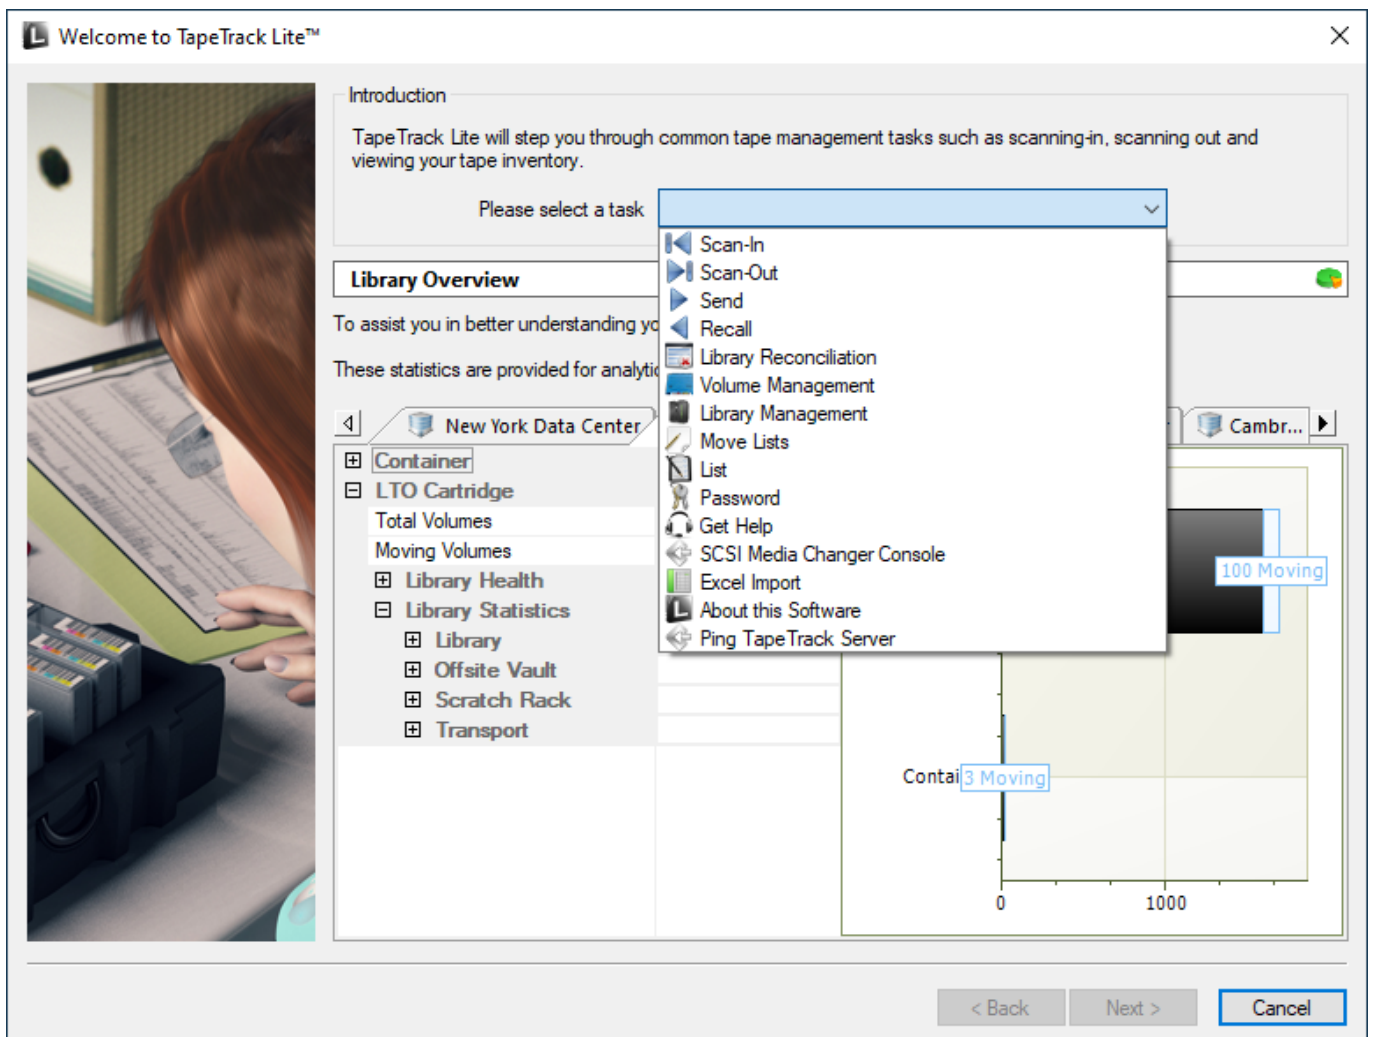 Welcome to TapeTrack Lite™
Introduction
TapeTrack Lite will step you through common tape management tasks such as scanning-in, scanning out and
viewing your tape inventory.
Please select a task
Scan-In
Scan-Out
Send
Recall
Library Reconciliation
Volume Management
Library Management
Move Lists
List
Password
Get Help
SCSI Media Changer Console
Excel Import
About this Software
Ping TapeTrack Server
Library Overview
To assist you in better understanding
These statistics are provided for
New York Data Center
Cambr...
Container
LTO Cartridge
Total Volumes
Moving Volumes
Library Health
Library Statistics
Library
Offsite Vault
Scratch Rack
Transport
100 Moving
Contai
3 Moving
0 1000
< Back Next > Cancel